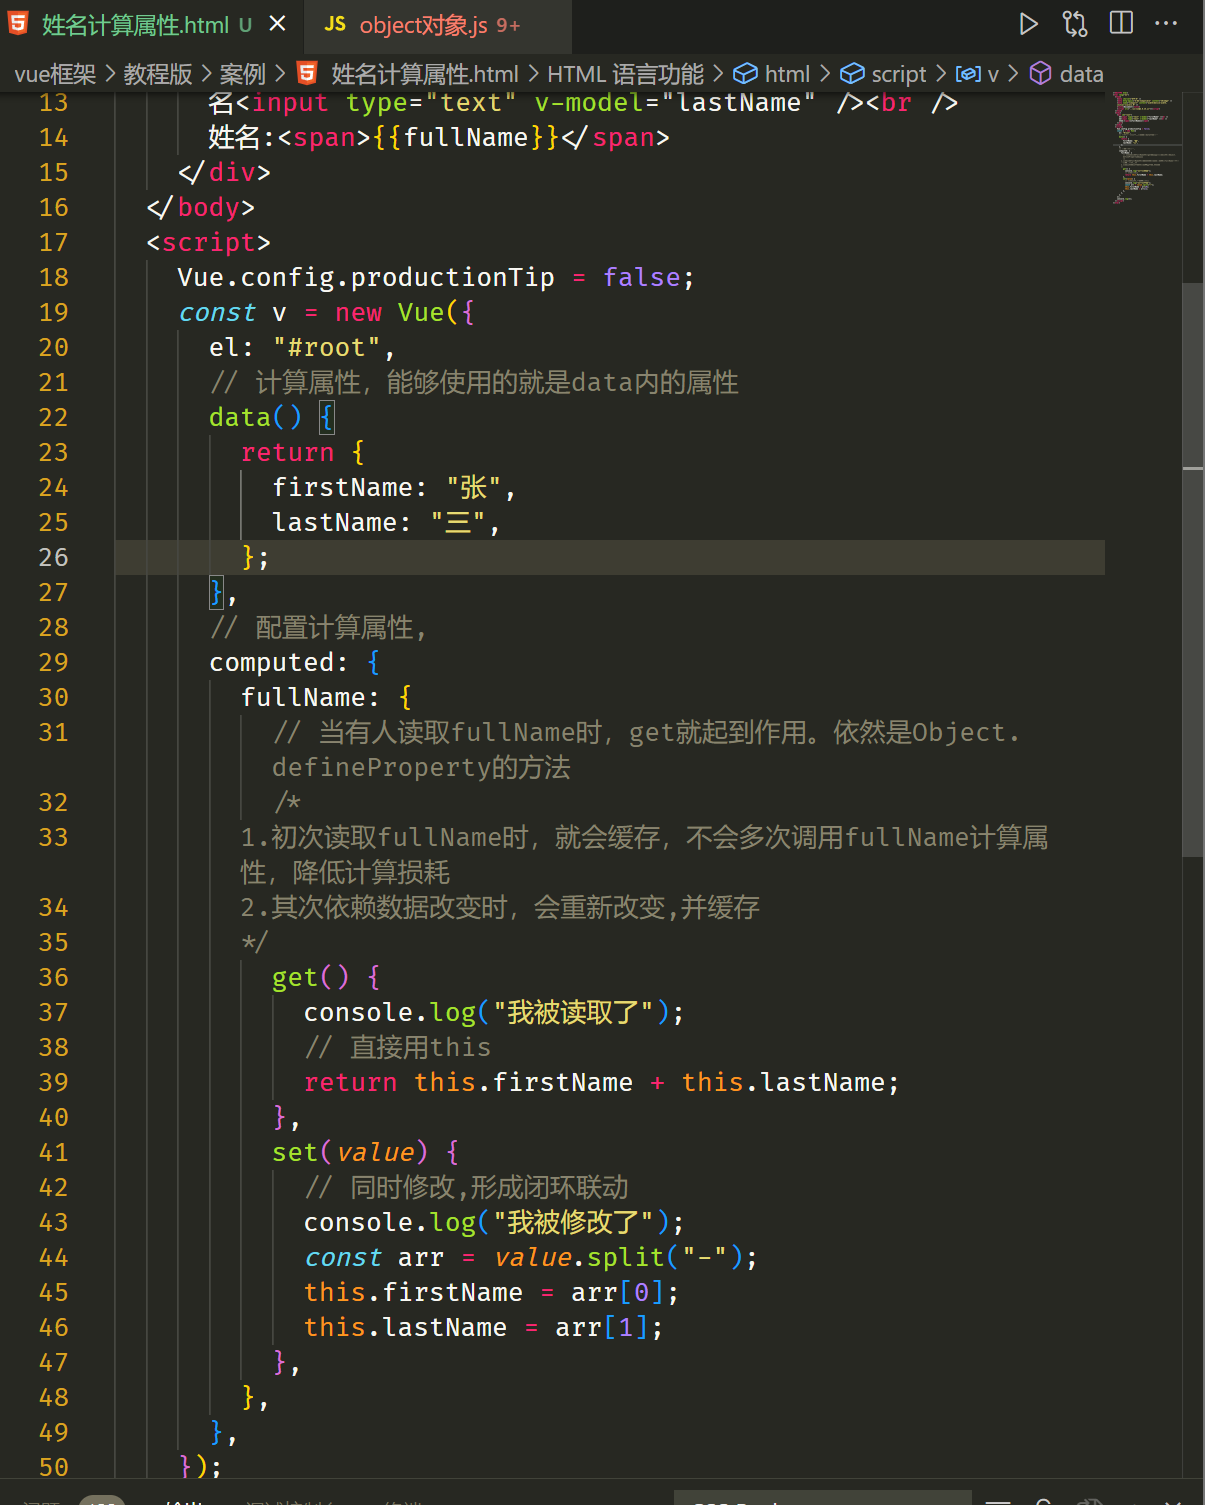 姓名计算属性.html U × JS object对象.js 9+ ···
vue框架 > 教程版 > 案例 > 姓名计算属性.html > HTML 语言功能 > html > script > v > data
13 名<input type="text" v-model="lastName" /><br />
14 姓名:<span>{{fullName}}</span>
15 </div>
16 </body>
17 <script>
18 Vue.config.productionTip = false;
19 const v = new Vue({
20 el: "#root",
21 // 计算属性，能够使用的就是data内的属性
22 data() {
23 return {
24 firstName: "张",
25 lastName: "三",
26 };
27 },
28 // 配置计算属性，
29 computed: {
30 fullName: {
31 // 当有人读取fullName时，get就起到作用。依然是Object.
defineProperty的方法
32 /*
33 1.初次读取fullName时，就会缓存，不会多次调用fullName计算属
性，降低计算损耗
34 2.其次依赖数据改变时，会重新改变,并缓存
35 */
36 get() {
37 console.log("我被读取了");
38 // 直接用this
39 return this.firstName + this.lastName;
40 },
41 set(value) {
42 // 同时修改,形成闭环联动
43 console.log("我被修改了");
44 const arr = value.split("-");
45 this.firstName = arr[0];
46 this.lastName = arr[1];
47 },
48 },
49 },
50 });